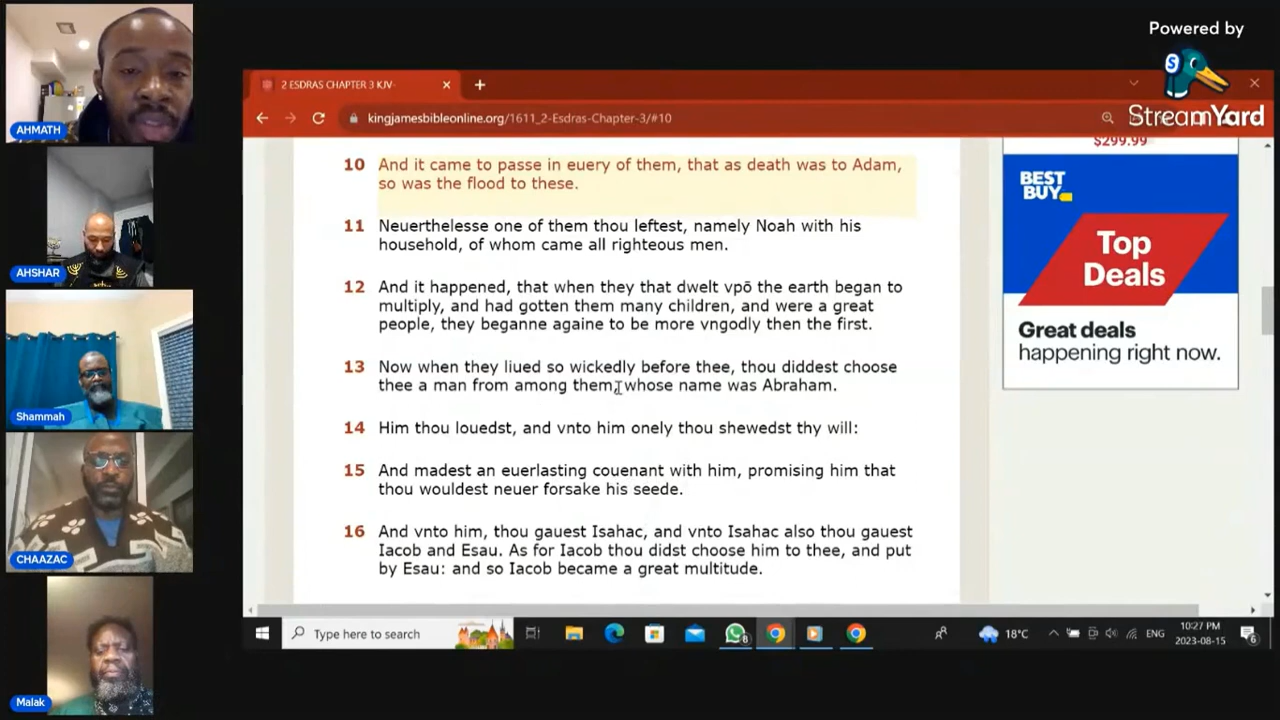 Powered by
StreamYard
AHMATH
AHSHAR
Shammah
CHAAZAC
Malak
2 ESDRAS CHAPTER 3 KJV-
kingjamesbibleonline.org/1611_2-Esdras-Chapter-3/#10
10 And it came to passe in euery of them, that as death was to Adam,
so was the flood to these.
11 Neuerthelesse one of them thou leftest, namely Noah with his
household, of whom came all righteous men.
12 And it happened, that when they that dwelt vpō the earth began to
multiply, and had gotten them many children, and were a great
people, they beganne againe to be more vngodly then the first.
13 Now when they liued so wickedly before thee, thou diddest choose
thee a man from among them, whose name was Abraham.
14 Him thou louedst, and vnto him onely thou shewedst thy will:
15 And madest an euerlasting couenant with him, promising him that
thou wouldest neuer forsake his seede.
16 And vnto him, thou gauest Isahac, and vnto Isahac also thou gauest
Iacob and Esau. As for Iacob thou didst choose him to thee, and put
by Esau: and so Iacob became a great multitude.
$299.99
BEST
BUY
Top
Deals
Great deals
happening right now.
Type here to search
8
18°C
ENG
10:27 PM
2023-08-15
6